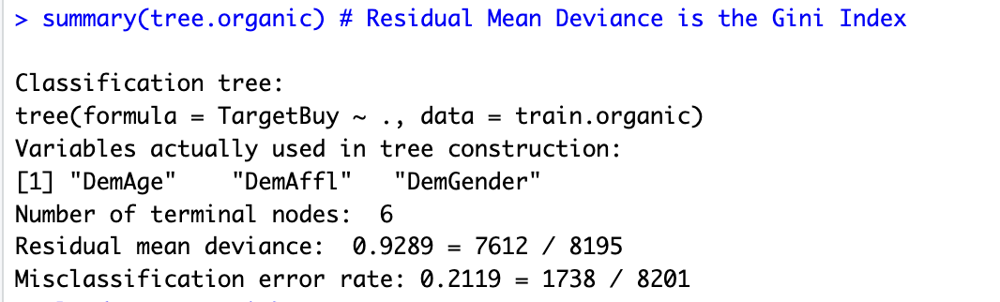 > summary(tree.organic) # Residual Mean Deviance is the Gini Index
Classification tree:
tree(formula = TargetBuy ~ ., data = train.organic)
Variables actually used in tree construction:
[1] "DemAge"    "DemAffl"   "DemGender"
Number of terminal nodes:  6
Residual mean deviance:  0.9289 = 7612 / 8195
Misclassification error rate: 0.2119 = 1738 / 8201